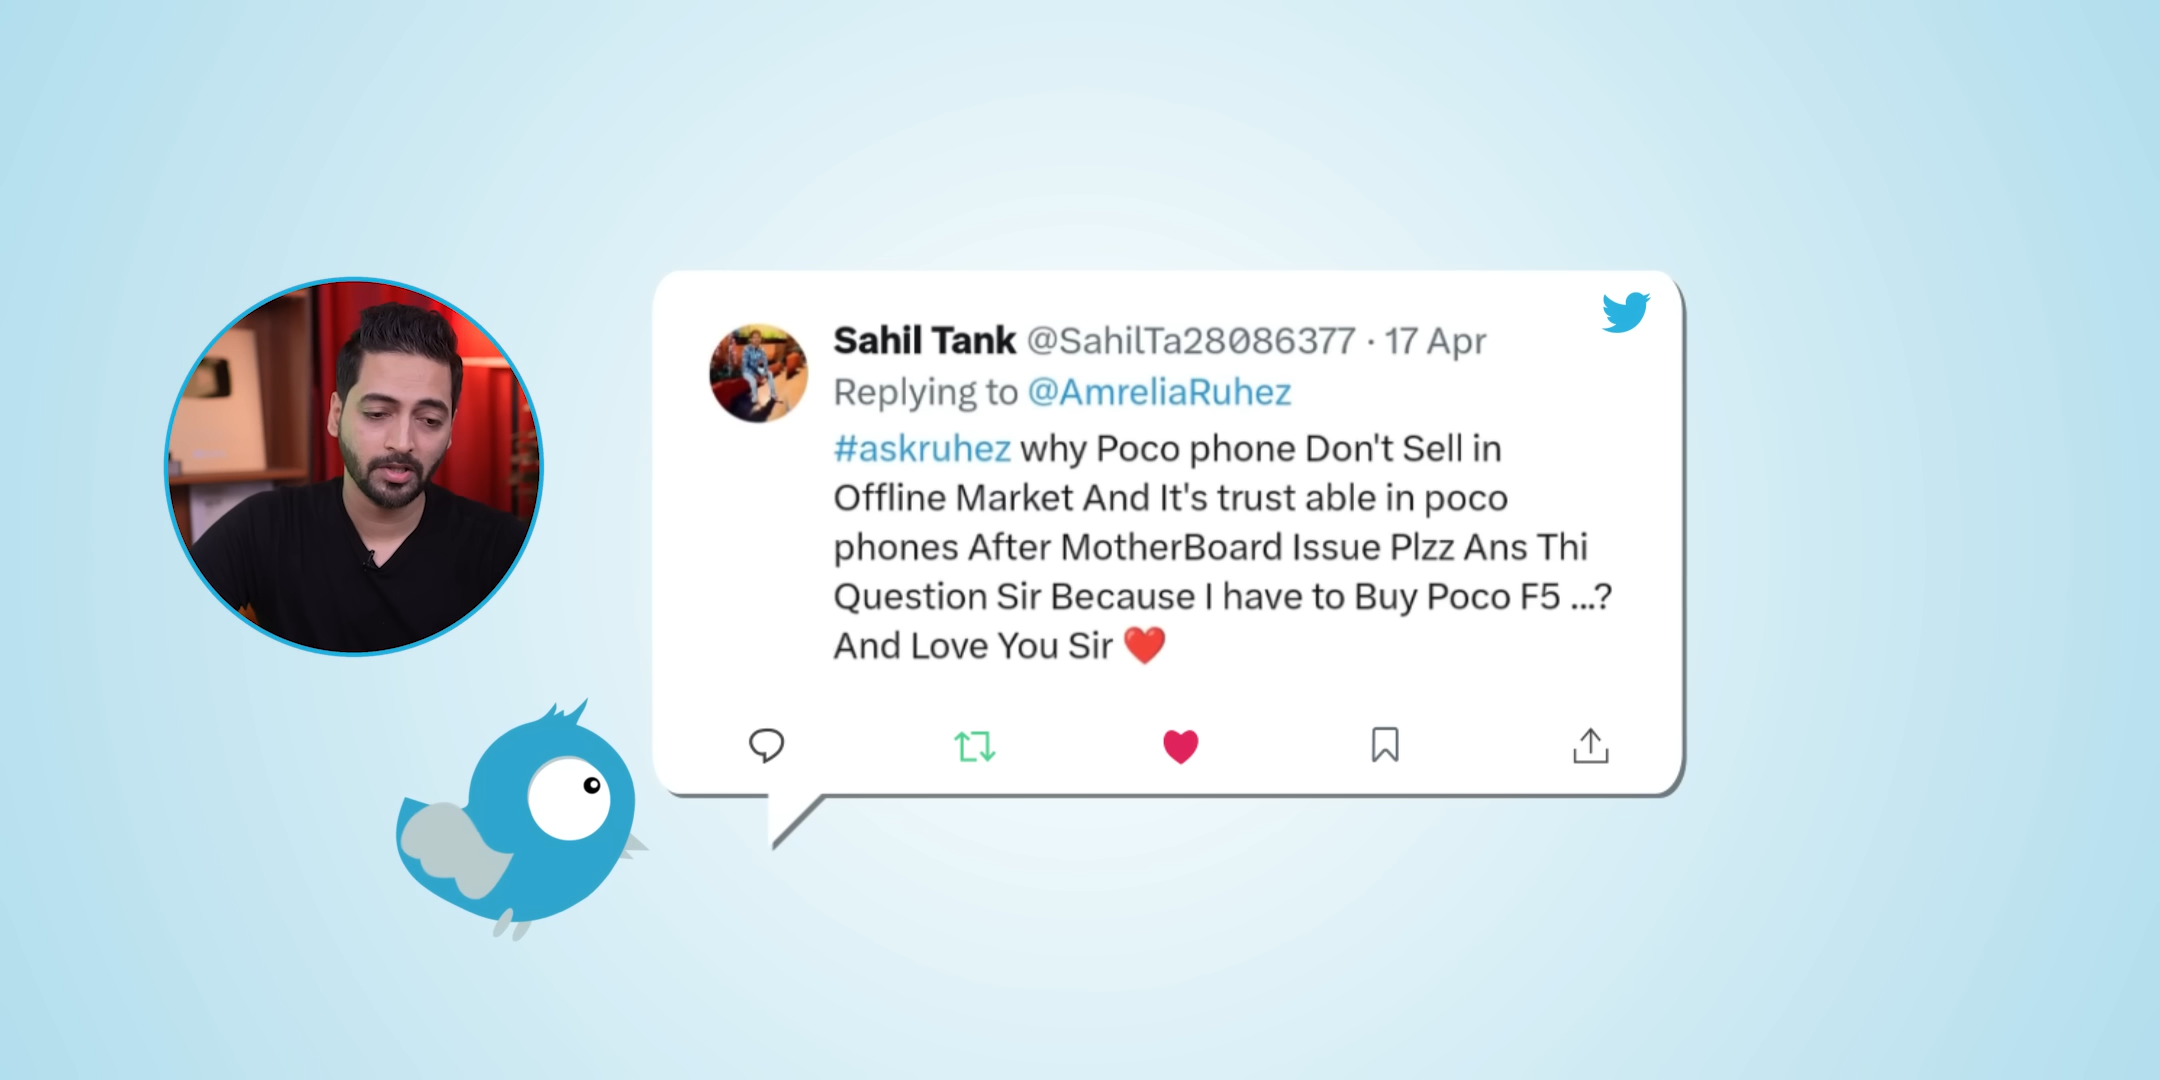 Sahil Tank @SahilTa28086377 · 17 Apr
Replying to @AmreliaRuhez
#askruhez why Poco phone Don't Sell in
Offline Market And It's trust able in poco
phones After MotherBoard Issue Plzz Ans Thi
Question Sir Because I have to Buy Poco F5 ...?
And Love You Sir ❤️